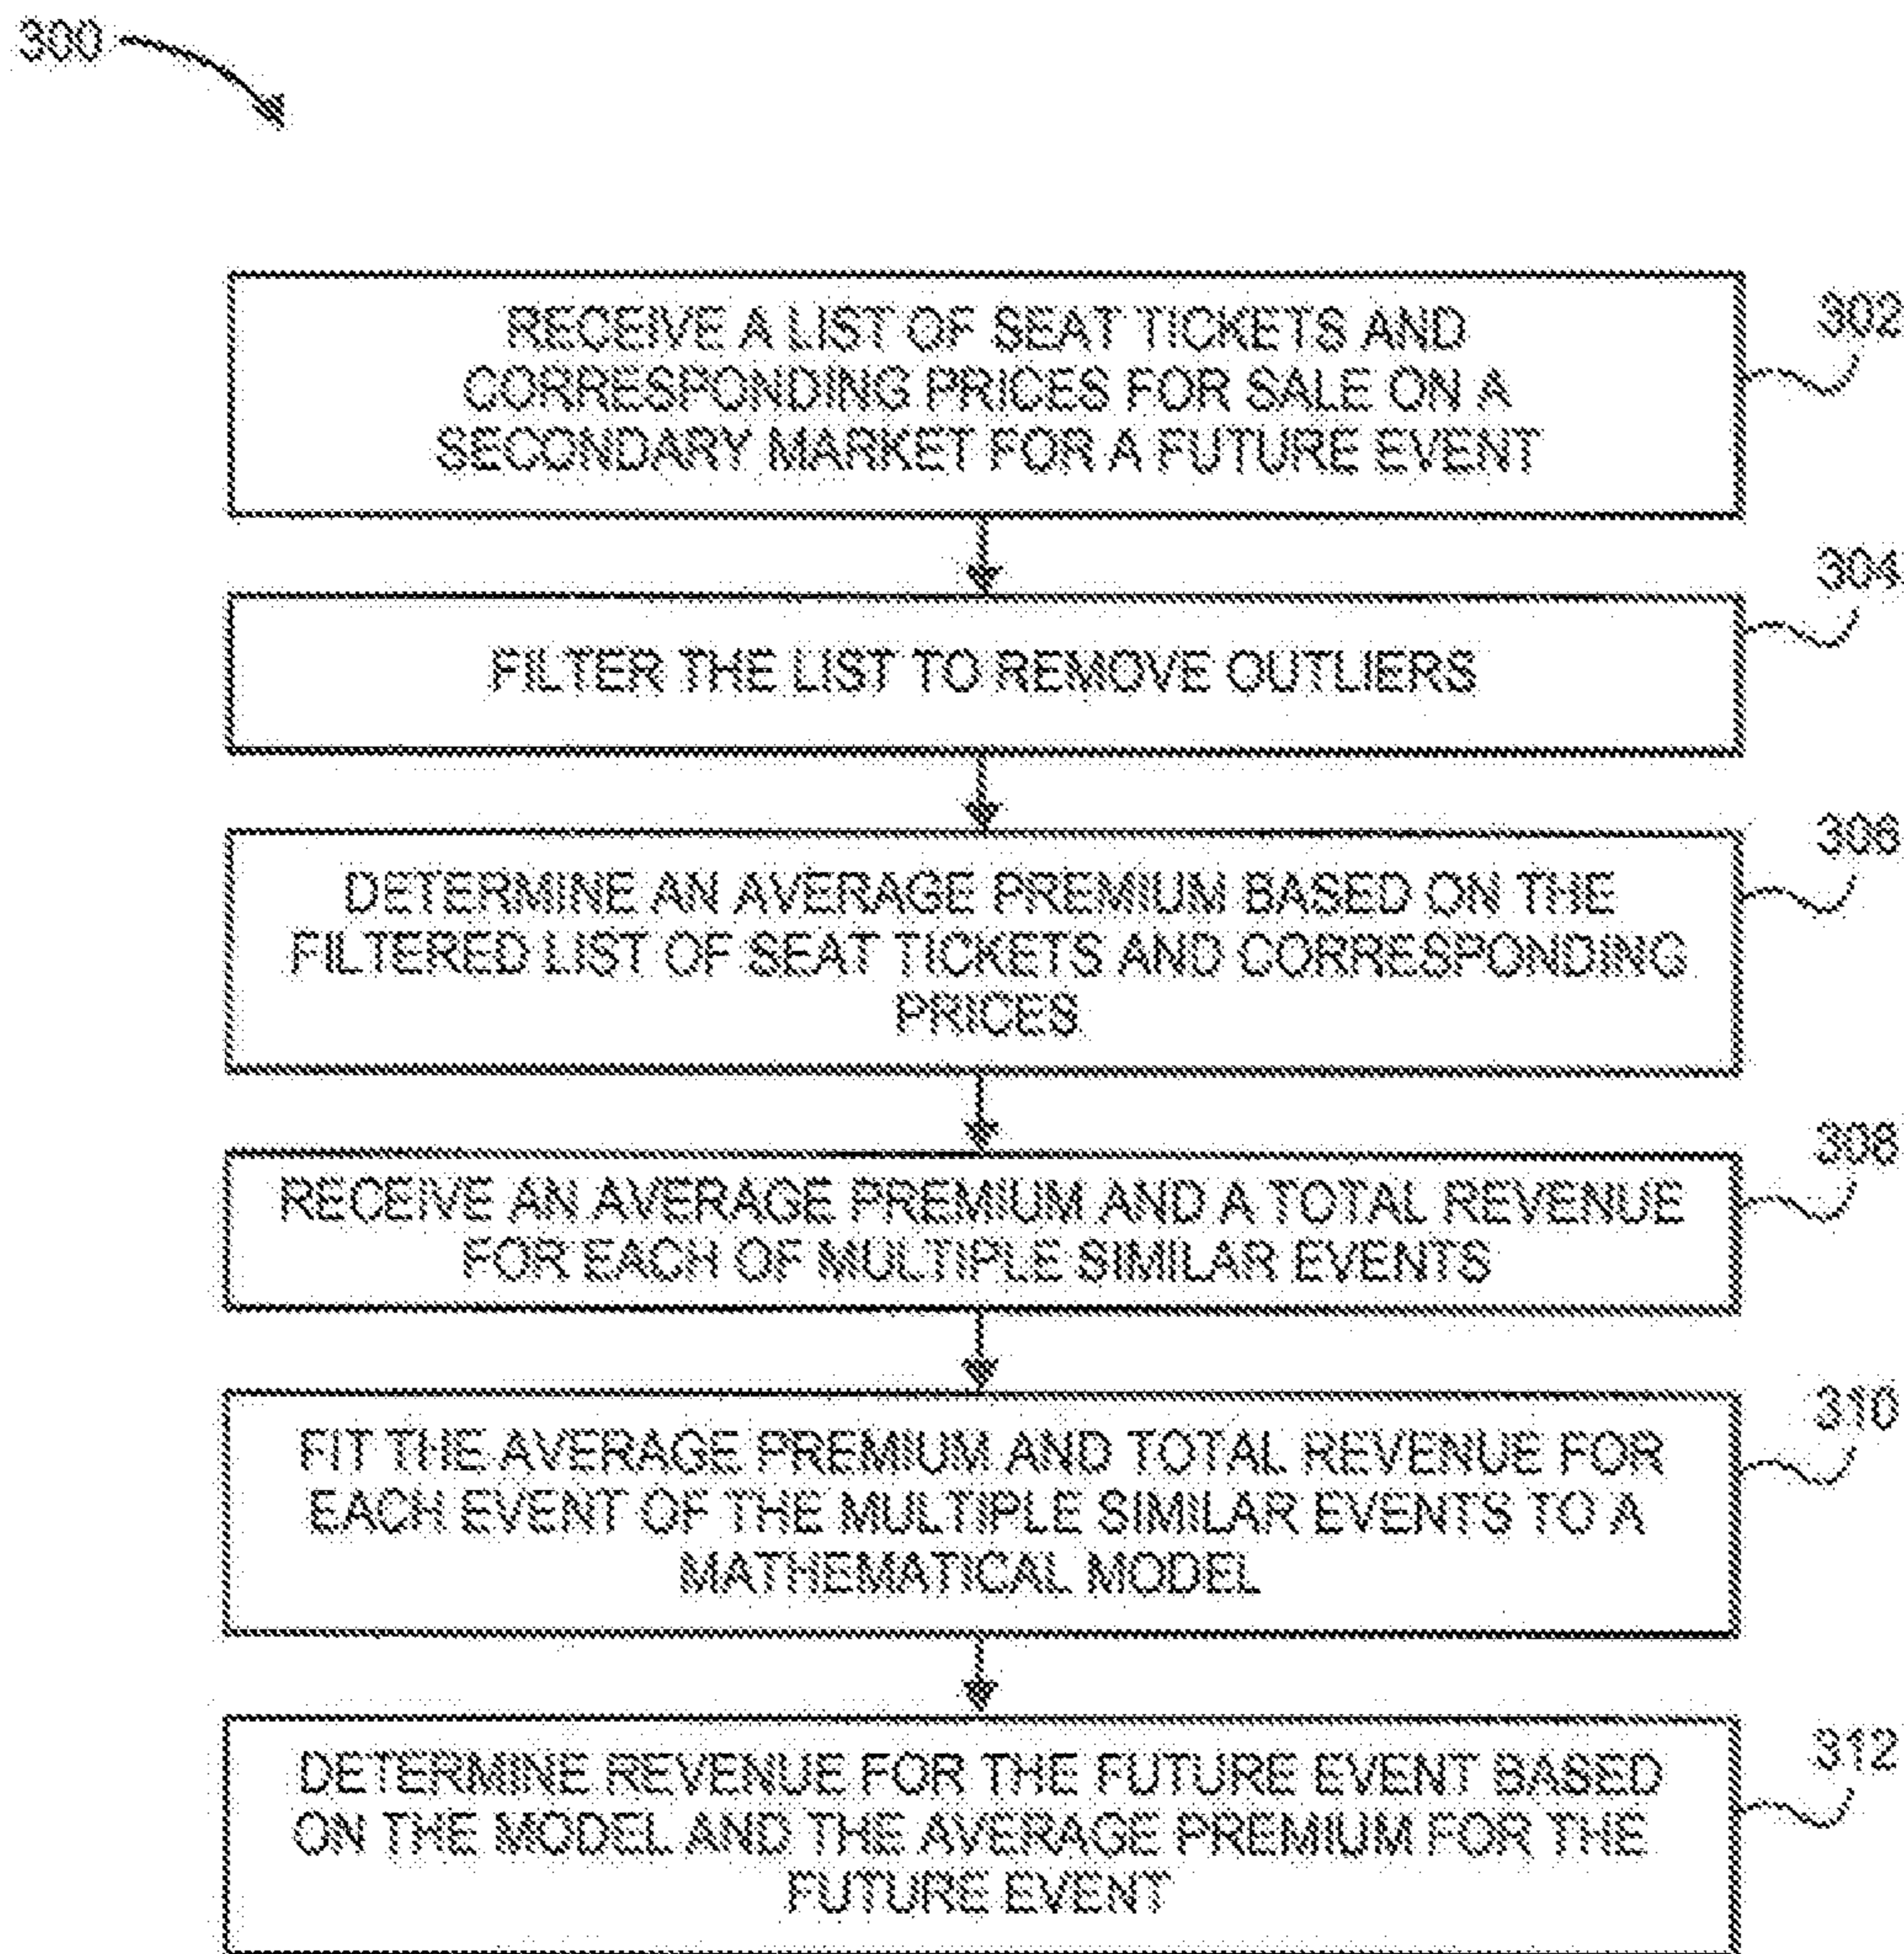 300
RECEIVE A LIST OF SEAT TICKETS AND
CORRESPONDING PRICES FOR SALE ON A
SECONDARY MARKET FOR A FUTURE EVENT
302
FILTER THE LIST TO REMOVE OUTLIERS
304
DETERMINE AN AVERAGE PREMIUM BASED ON THE
FILTERED LIST OF SEAT TICKETS AND CORRESPONDING
PRICES
306
RECEIVE AN AVERAGE PREMIUM AND A TOTAL REVENUE
FOR EACH OF MULTIPLE SIMILAR EVENTS
308
FIT THE AVERAGE PREMIUM AND TOTAL REVENUE FOR
EACH EVENT OF THE MULTIPLE SIMILAR EVENTS TO A
MATHEMATICAL MODEL
310
DETERMINE REVENUE FOR THE FUTURE EVENT BASED
ON THE MODEL AND THE AVERAGE PREMIUM FOR THE
FUTURE EVENT
312